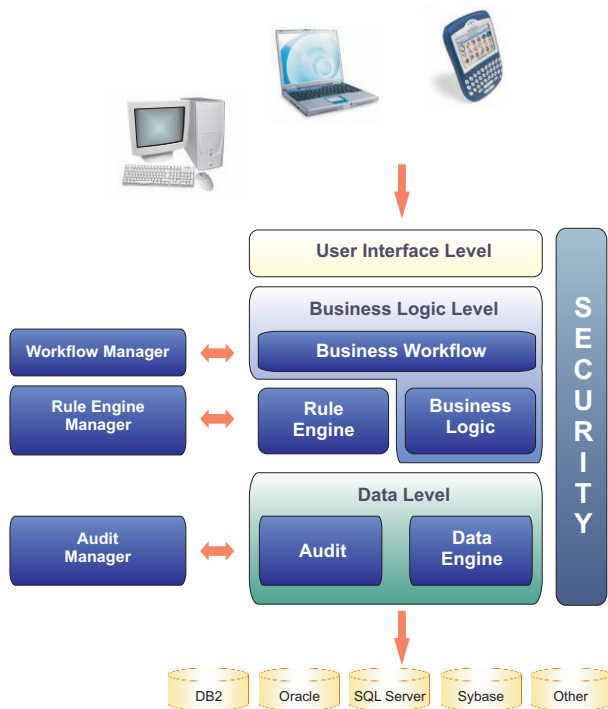 User Interface Level
Business Logic Level
Workflow Manager
Business Workflow
Rule Engine
Manager
Rule
Engine
Business
Logic
Data Level
Audit
Manager
Audit
Data
Engine
SECURITY
DB2
Oracle
SQL Server
Sybase
Other